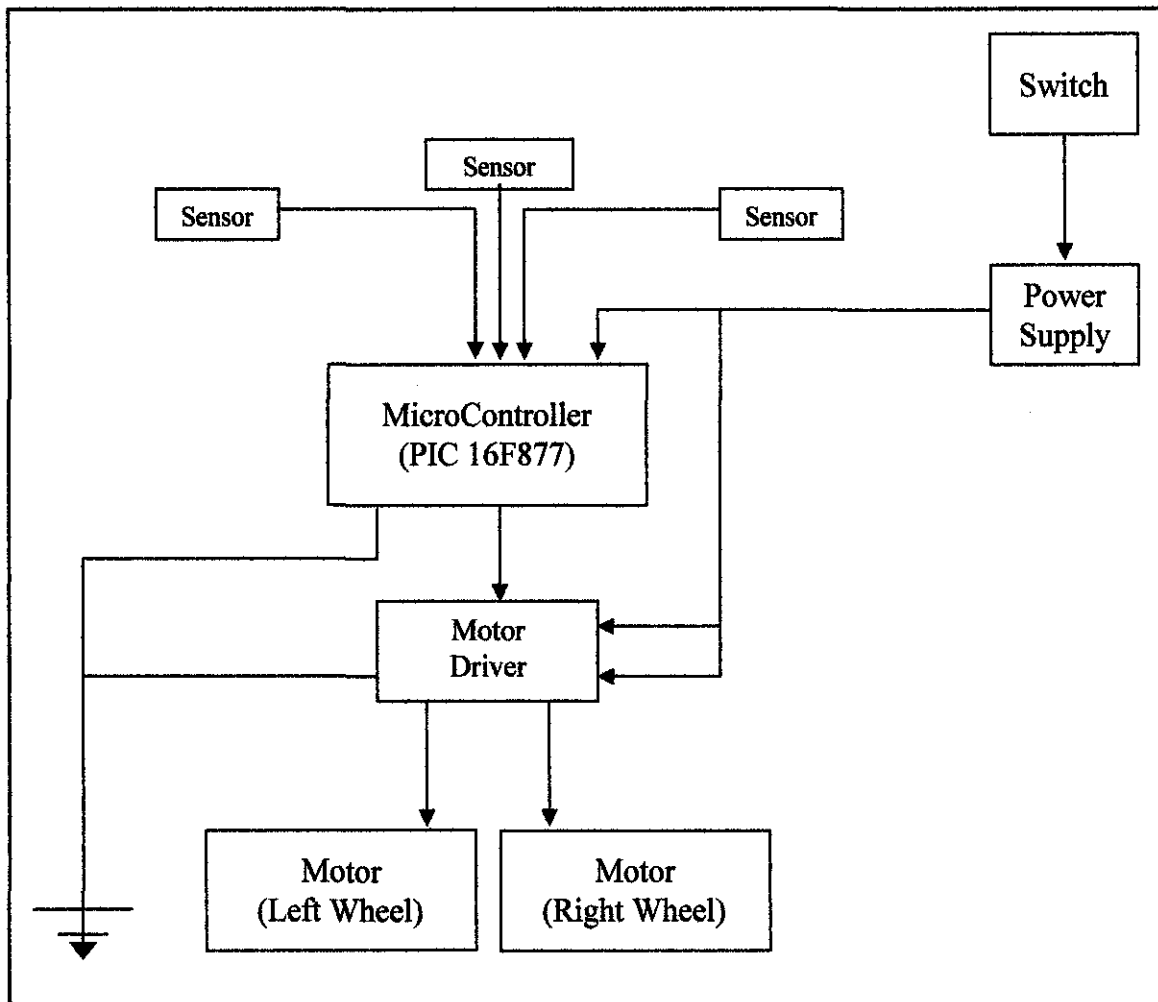 Switch
Sensor
Sensor
Sensor
Power
Supply
MicroController
(PIC 16F877)
Motor
Driver
Motor
(Left Wheel)
Motor
(Right Wheel)